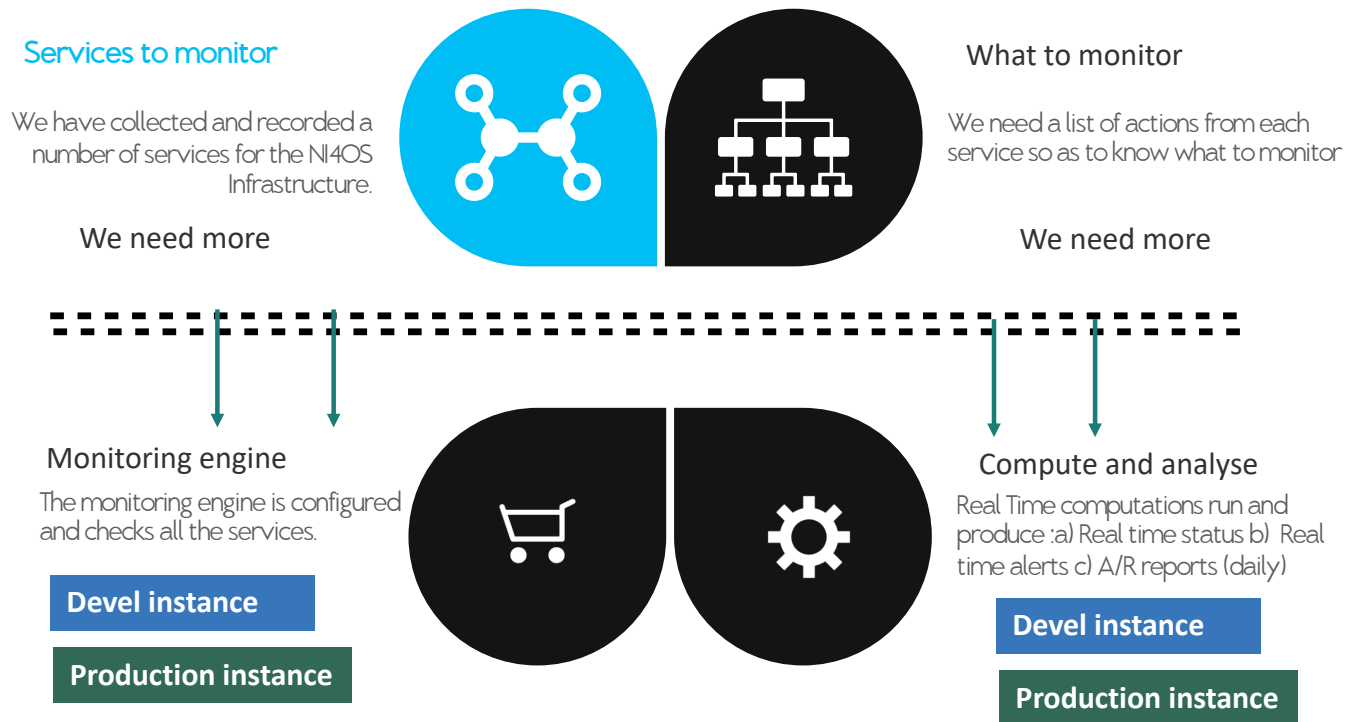 Services to monitor
We have collected and recorded a
number of services for the NI4OS
Infrastructure.
We need more
What to monitor
We need a list of actions from each
service so as to know what to monitor
We need more
Monitoring engine
The monitoring engine is configured
and checks all the services.
Devel instance
Production instance
Compute and analyse
Real Time computations run and
produce :a) Real time status b) Real
time alerts c) A/R reports (daily)
Devel instance
Production instance